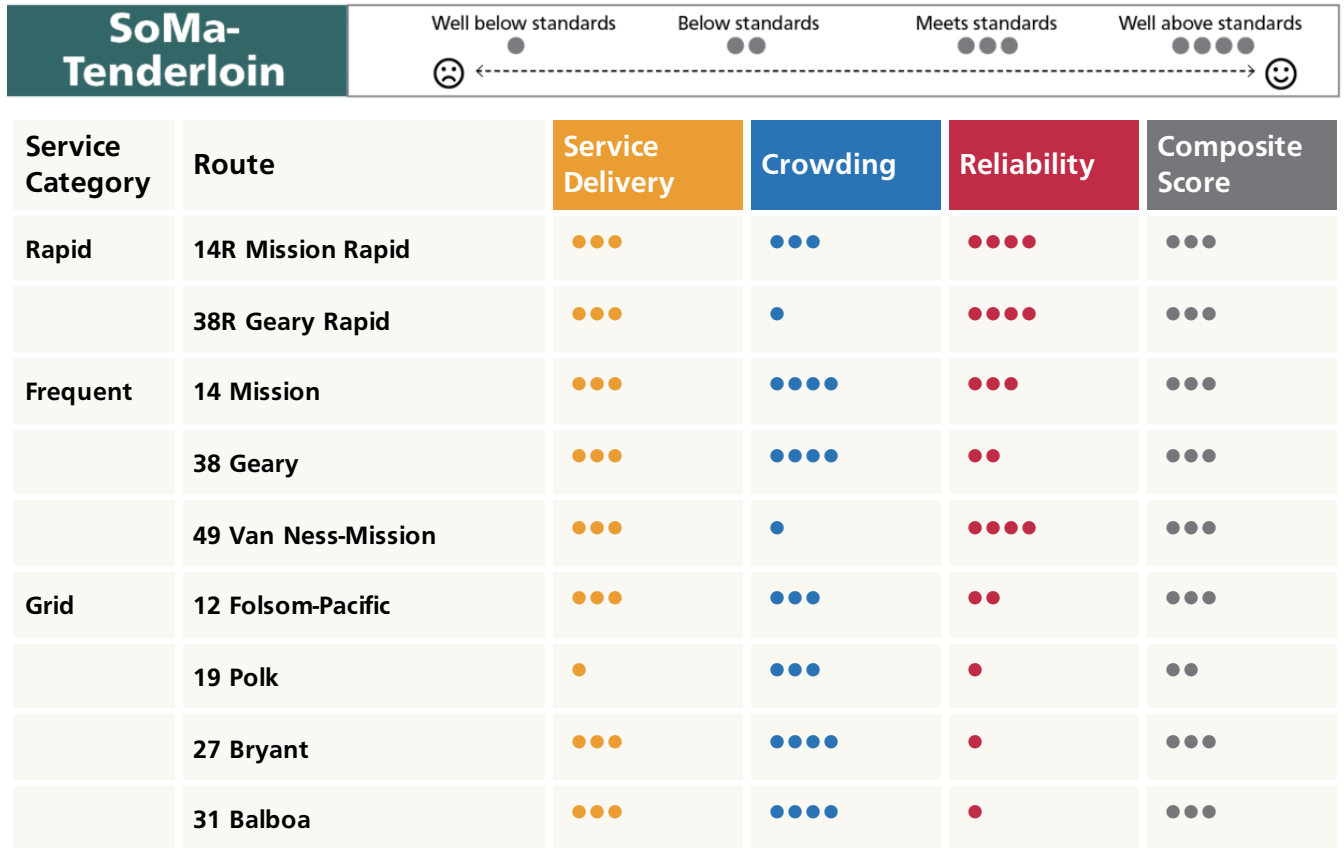 SoMa-
Tenderloin
Well below standards
Below standards
Meets standards
Well above standards
Service
Category
Route
Service
Delivery
Crowding
Reliability
Composite
Score
Rapid
14R Mission Rapid
38R Geary Rapid
Frequent
14 Mission
38 Geary
49 Van Ness-Mission
Grid
12 Folsom-Pacific
19 Polk
27 Bryant
31 Balboa